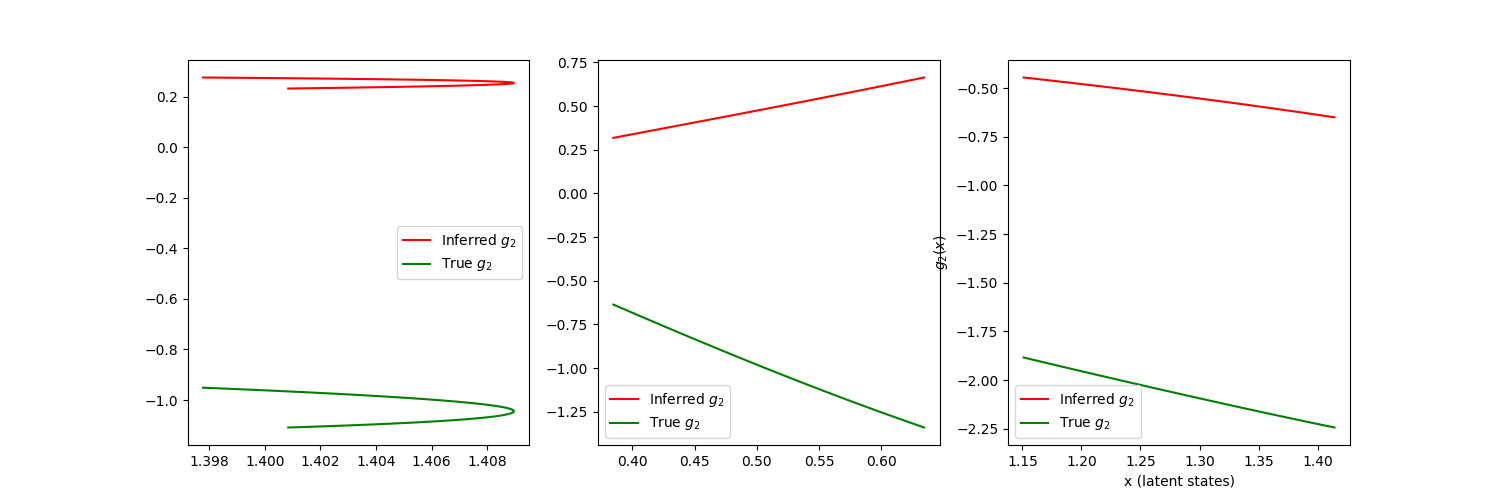 0.2
0.0
−0.2
−0.4
−0.6
−0.8
−1.0
Inferred g₂
True g₂
1.398 1.400 1.402 1.404 1.406 1.408
0.75
0.50
0.25
0.00
−0.25
−0.50
−0.75
−1.00
−1.25
Inferred g₂
True g₂
0.40 0.45 0.50 0.55 0.60
g₂(x)
−0.50
−0.75
−1.00
−1.25
−1.50
−1.75
−2.00
−2.25
Inferred g₂
True g₂
1.15 1.20 1.25 1.30 1.35 1.40
x (latent states)